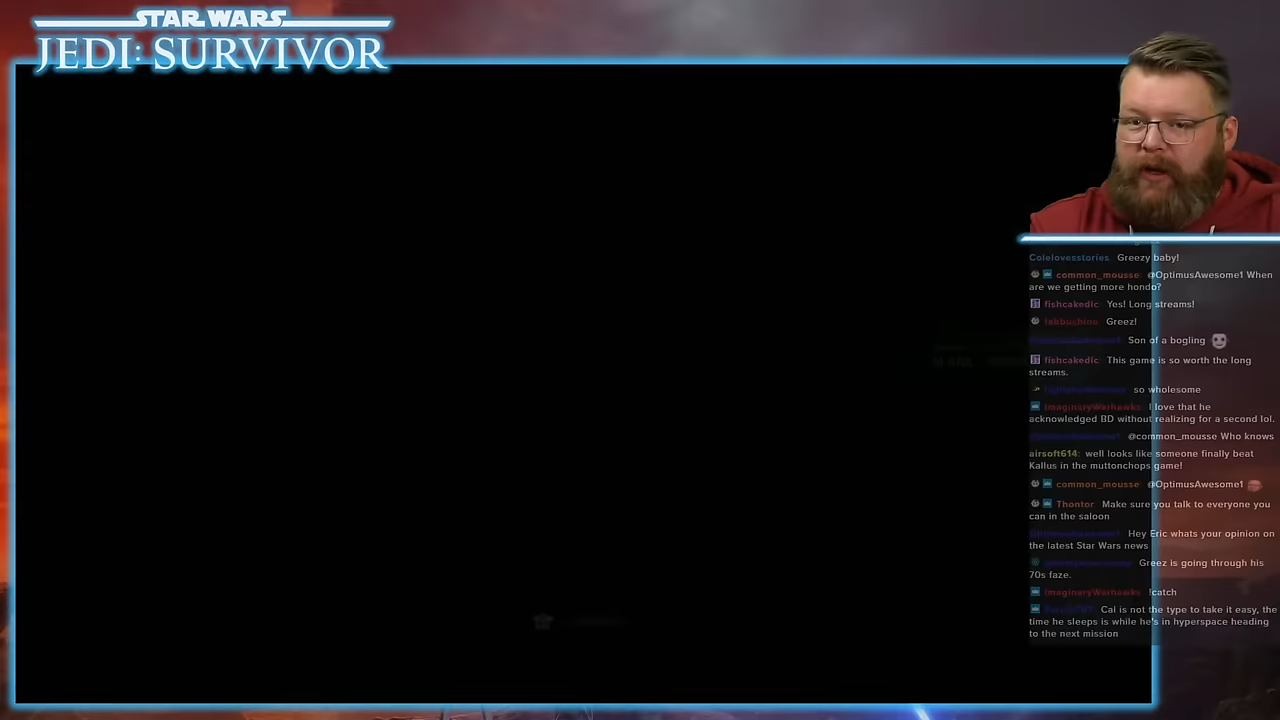 STAR WARS
JEDI: SURVIVOR
Colelovesstories Greezy baby!
common_mousse @OptimusAwesome1 When
are we getting more hondo?
fishcakedlc Yes! Long streams!
Greez!
Son of a bogling
fishcakedlc This game is so worth the long
streams.
so wholesome
ImaginaryWarhawks I love that he
acknowledged BD without realizing for a second lol.
@common_mousse Who knows
airsoft614: well looks like someone finally beat
Kallus in the muttonchops game!
common_mousse @OptimusAwesome1
Thontor Make sure you talk to everyone you
can in the saloon
Hey Eric whats your opinion on
the latest Star Wars news
Greez is going through his
70s faze.
ImaginaryWarhawks !catch
Cal is not the type to take it easy, the
time he sleeps is while he's in hyperspace heading
to the next mission